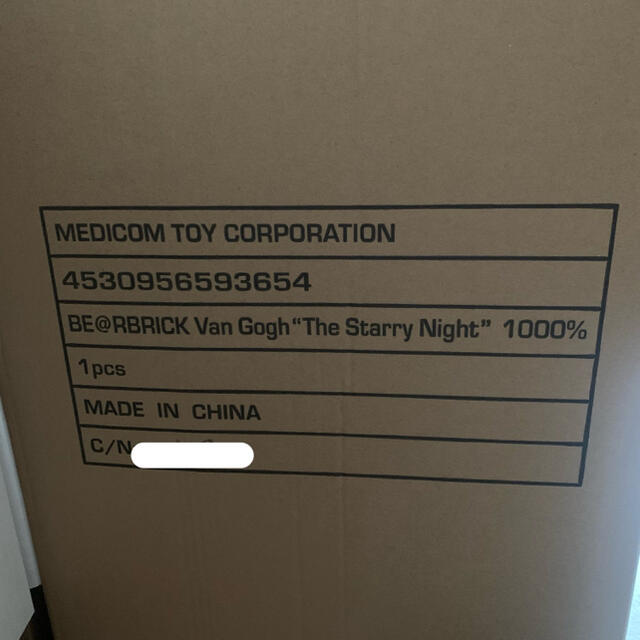 MEDICOM TOY CORPORATION
4530956593654
BE@RBRICK Van Gogh“The Starry Night” 1000%
1pcs
MADE IN CHINA
C/N